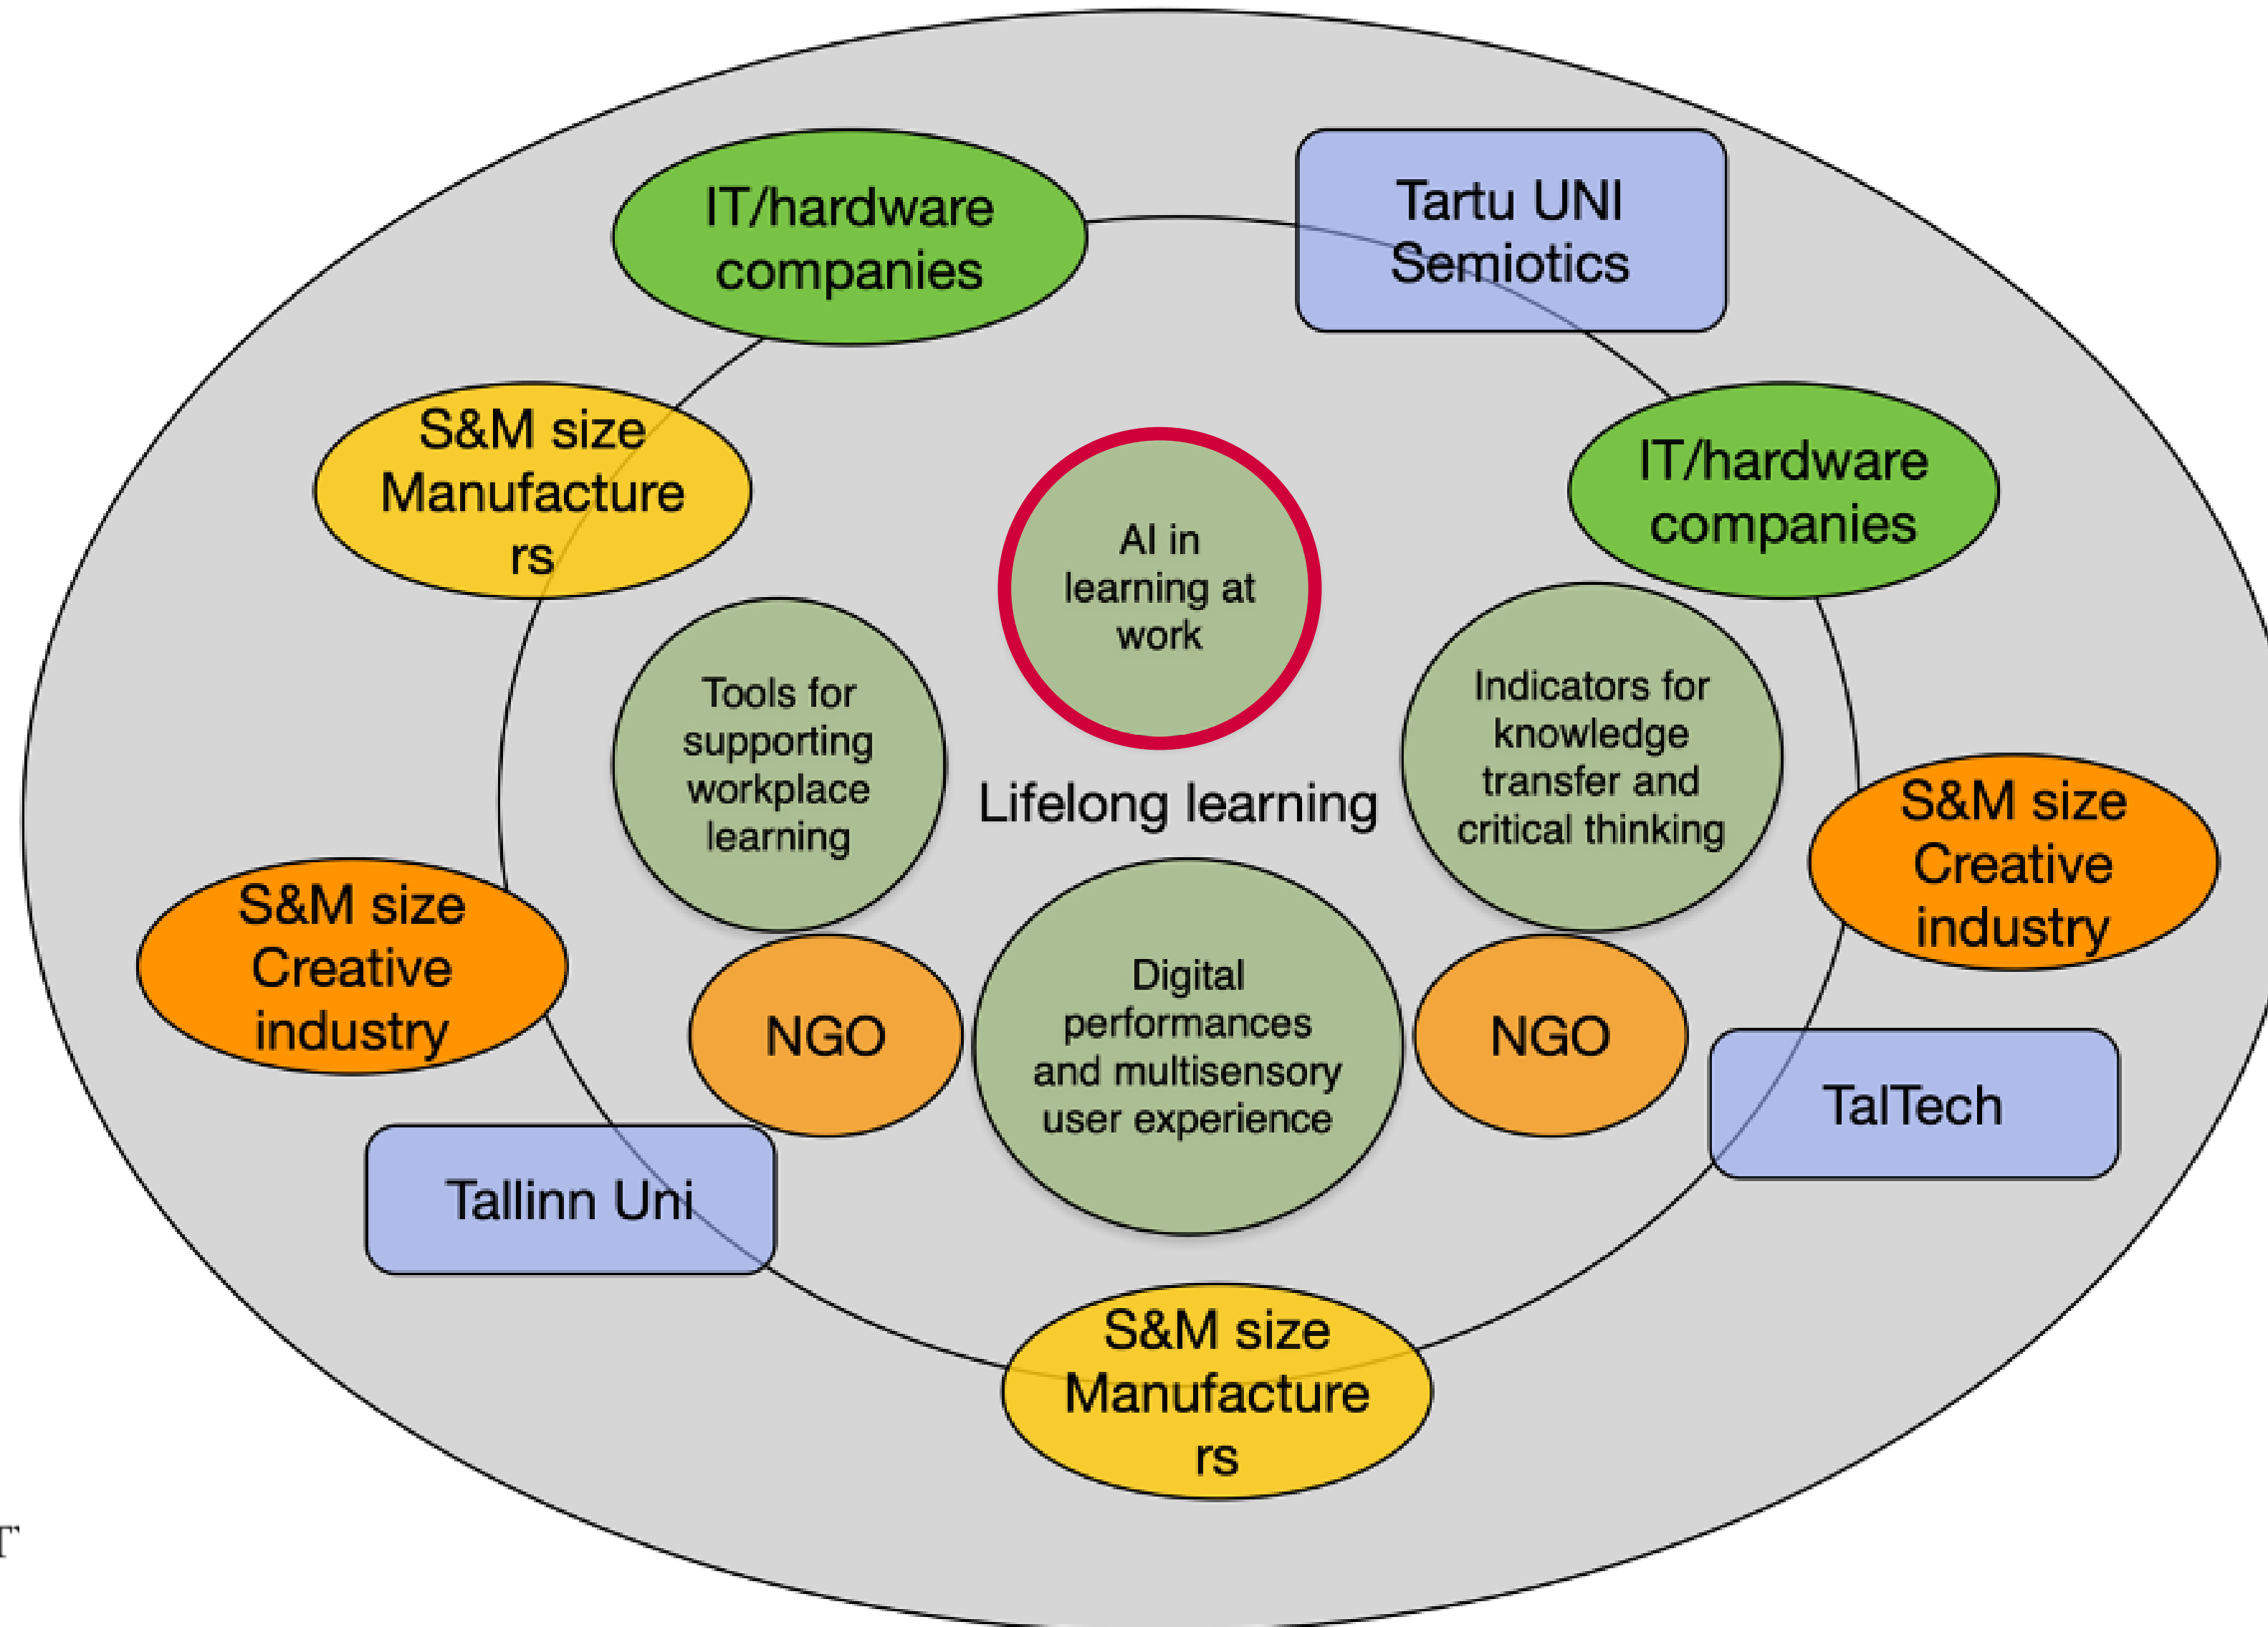 IT/hardware
companies
Tartu UNI
Semiotics
S&M size
Manufacture
rs
IT/hardware
companies
AI in
learning at
work
Tools for
supporting
workplace
learning
Indicators for
knowledge
transfer and
critical thinking
Lifelong learning
S&M size
Creative
industry
S&M size
Creative
industry
NGO
Digital
performances
and multisensory
user experience
NGO
TalTech
Tallinn Uni
S&M size
Manufacture
rs